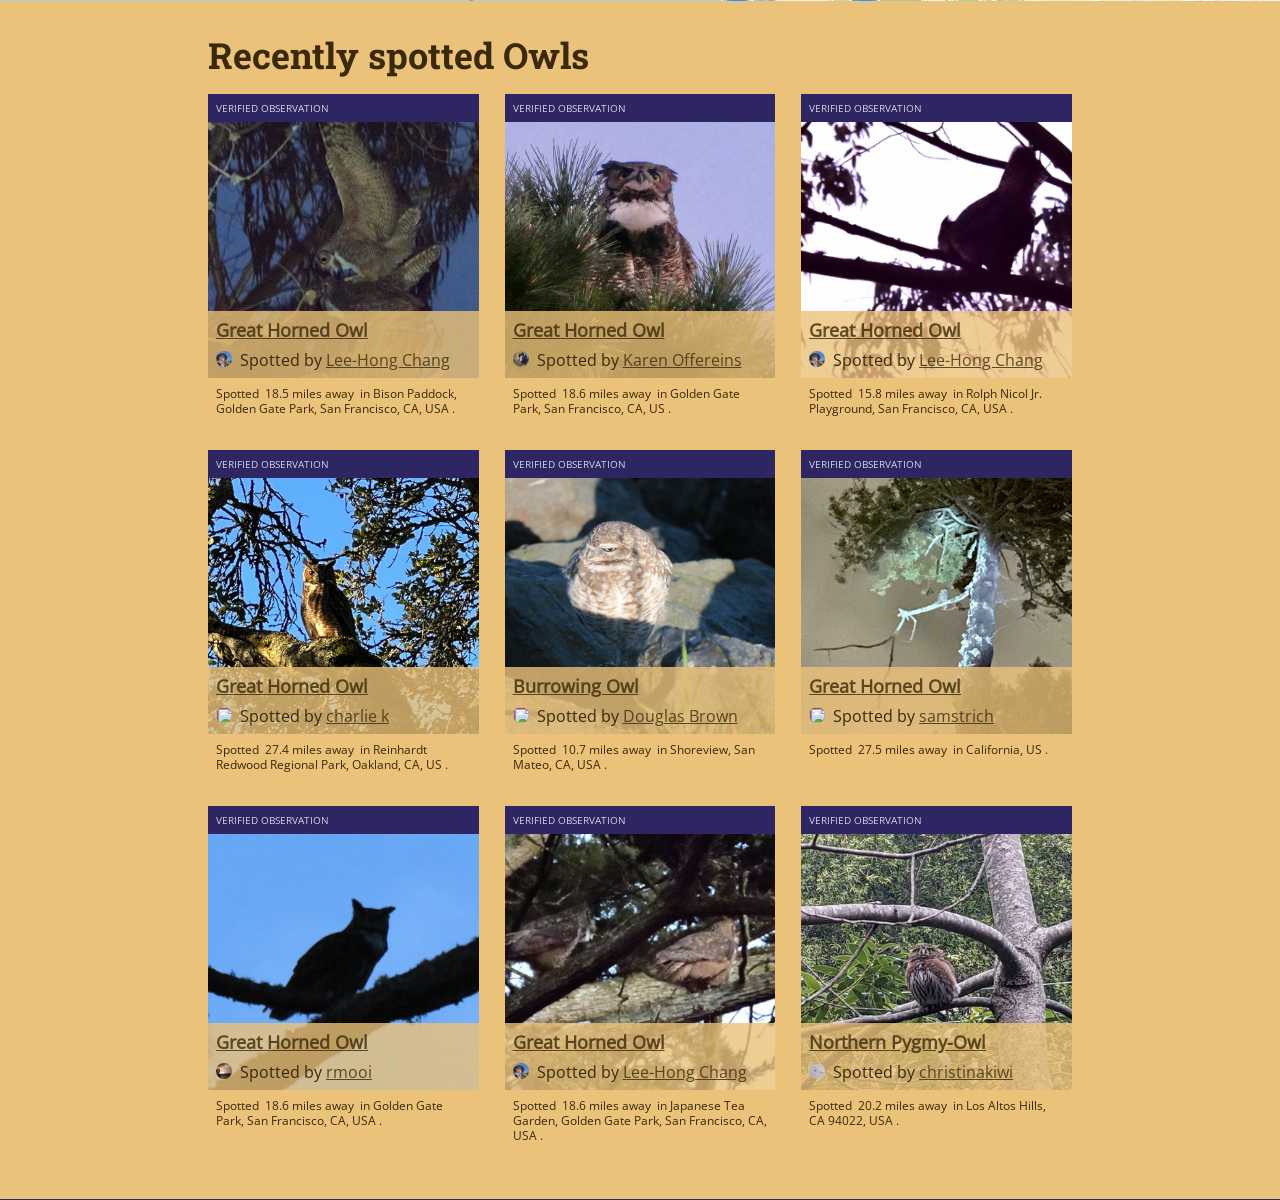 Recently spotted Owls
VERIFIED OBSERVATION
Great Horned Owl
Spotted by Lee-Hong Chang
Spotted 18.5 miles away in Bison Paddock,
Golden Gate Park, San Francisco, CA, USA .
VERIFIED OBSERVATION
Great Horned Owl
Spotted by Karen Offereins
Spotted 18.6 miles away in Golden Gate
Park, San Francisco, CA, US .
VERIFIED OBSERVATION
Great Horned Owl
Spotted by Lee-Hong Chang
Spotted 15.8 miles away in Rolph Nicol Jr.
Playground, San Francisco, CA, USA .
VERIFIED OBSERVATION
Great Horned Owl
Spotted by charlie k
Spotted 27.4 miles away in Reinhardt
Redwood Regional Park, Oakland, CA, US .
VERIFIED OBSERVATION
Burrowing Owl
Spotted by Douglas Brown
Spotted 10.7 miles away in Shoreview, San
Mateo, CA, USA .
VERIFIED OBSERVATION
Great Horned Owl
Spotted by samstrich
Spotted 27.5 miles away in California, US .
VERIFIED OBSERVATION
Great Horned Owl
Spotted by rmooi
Spotted 18.6 miles away in Golden Gate
Park, San Francisco, CA, USA .
VERIFIED OBSERVATION
Great Horned Owl
Spotted by Lee-Hong Chang
Spotted 18.6 miles away in Japanese Tea
Garden, Golden Gate Park, San Francisco, CA,
USA .
VERIFIED OBSERVATION
Northern Pygmy-Owl
Spotted by christinakiwi
Spotted 20.2 miles away in Los Altos Hills,
CA 94022, USA .